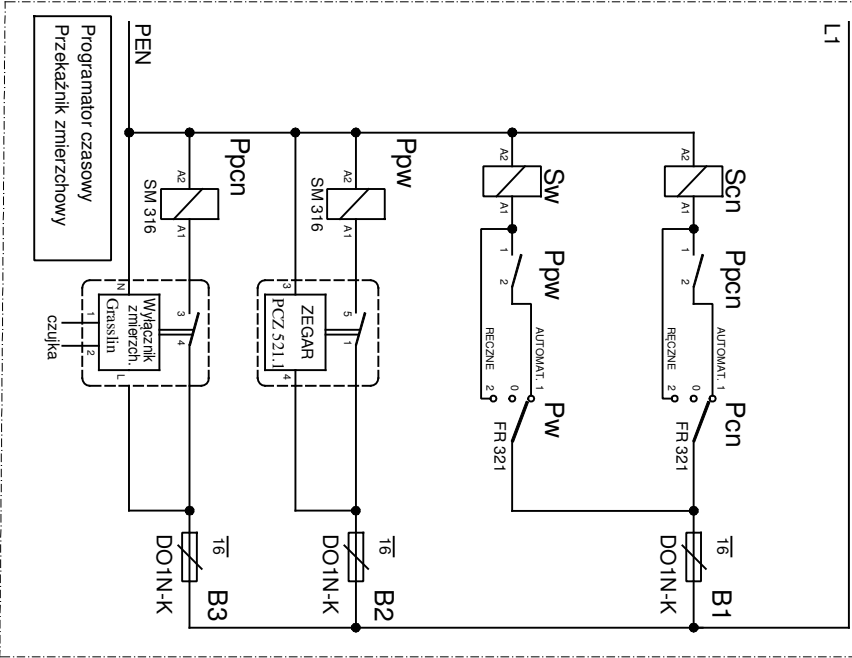 L1
PEN
Programator czasowy
Przekaźnik zmierzchowy
Scn
A2
A1
Ppcn
1
2
AUTOMAT.
RĘCZNE
1
0
2
Pcn
FR 321
16
B1
DO1N-K
Sw
A2
A1
Ppw
1
2
AUTOMAT.
RĘCZNE
1
0
2
Pw
FR 321
Ppw
A2
A1
SM 316
5
1
ZEGAR
PCZ 521.1
3
4
16
B2
DO1N-K
Ppcn
A2
A1
SM 316
3
4
Wyłącznik
zmierzch.
Grasslin
N
L
1
2
czujka
16
B3
DO1N-K